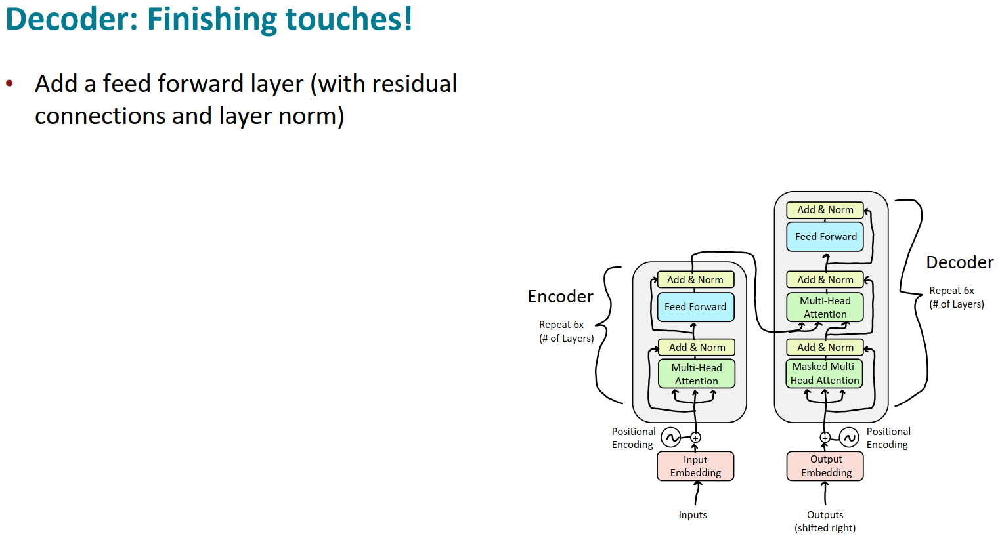 Decoder: Finishing touches!
• Add a feed forward layer (with residual
connections and layer norm)
Encoder
Repeat 6x
(# of Layers)
Add & Norm
Feed Forward
Add & Norm
Multi-Head
Attention
Positional
Encoding
+
Input
Embedding
Inputs
Add & Norm
Feed Forward
Add & Norm
Multi-Head
Attention
Add & Norm
Masked Multi-
Head Attention
+
Positional
Encoding
Output
Embedding
Outputs
(shifted right)
Decoder
Repeat 6x
(# of Layers)